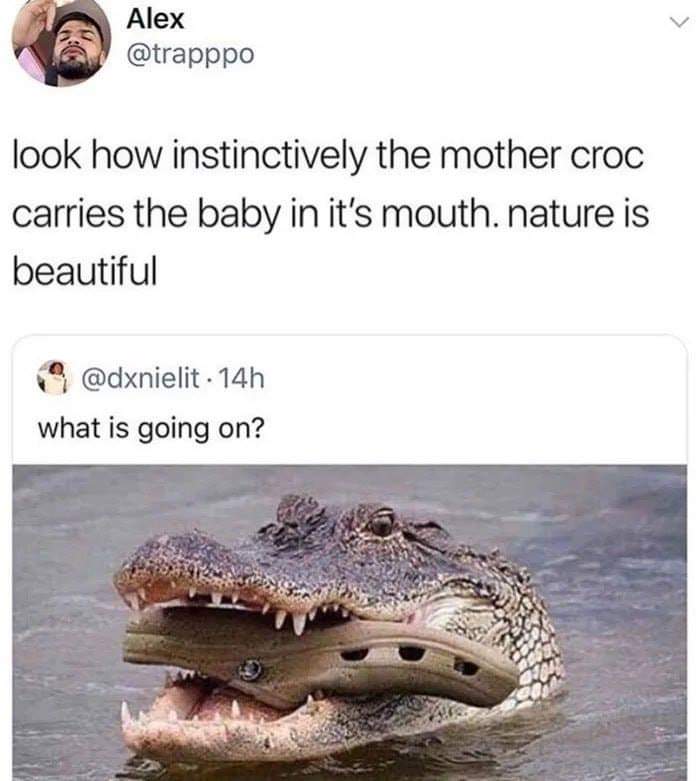 Alex
@trapppo
look how instinctively the mother croc
carries the baby in it's mouth. nature is
beautiful
@dxnielit · 14h
what is going on?